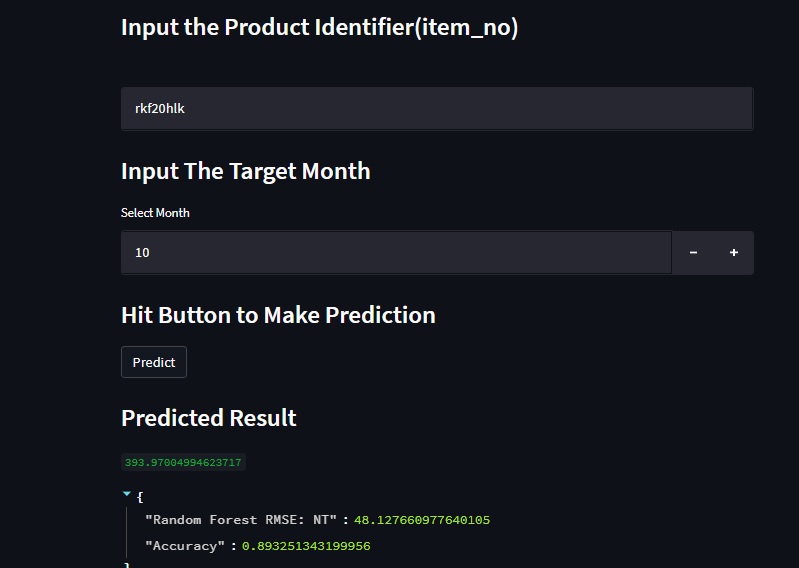 Input the Product Identifier(item_no)
rkf20hlk
Input The Target Month
Select Month
10 − +
Hit Button to Make Prediction
Predict
Predicted Result
393.97004994623717
{
"Random Forest RMSE: NT" : 48.127660977640105
"Accuracy" : 0.893251343199956
}